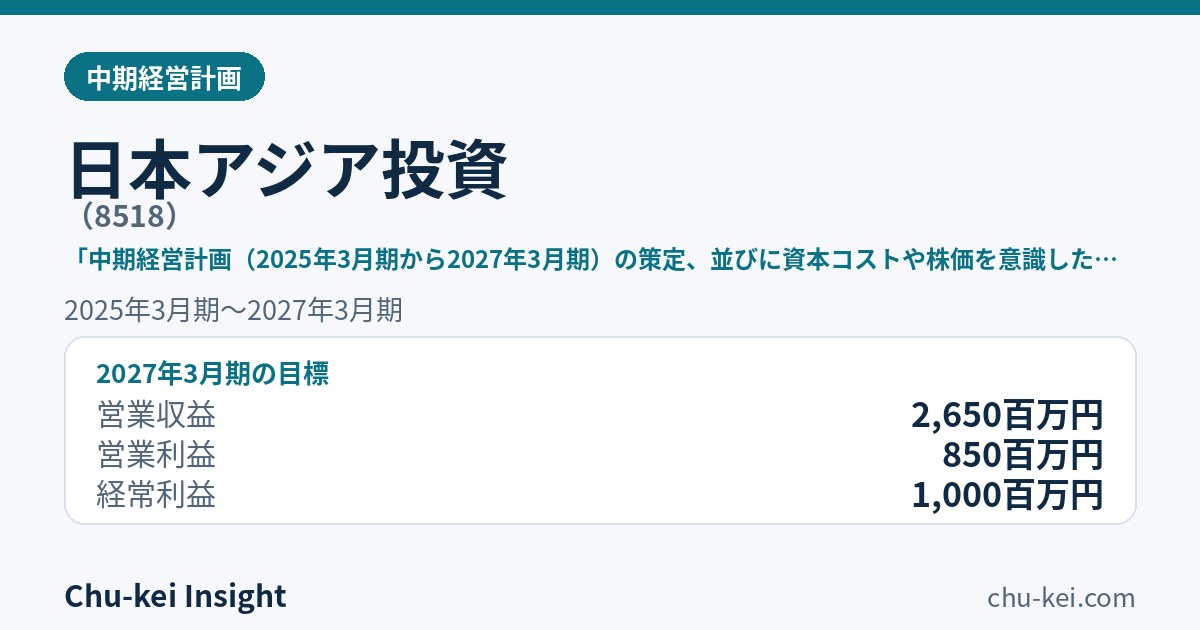 中期経営計画
日本アジア投資
（8518）
「中期経営計画（2025年3月期から2027年3月期）の策定、並びに資本コストや株価を意識した…
2025年3月期～2027年3月期
2027年3月期の目標
営業収益 2,650百万円
営業利益 850百万円
経常利益 1,000百万円
Chu-kei Insight chu-kei.com